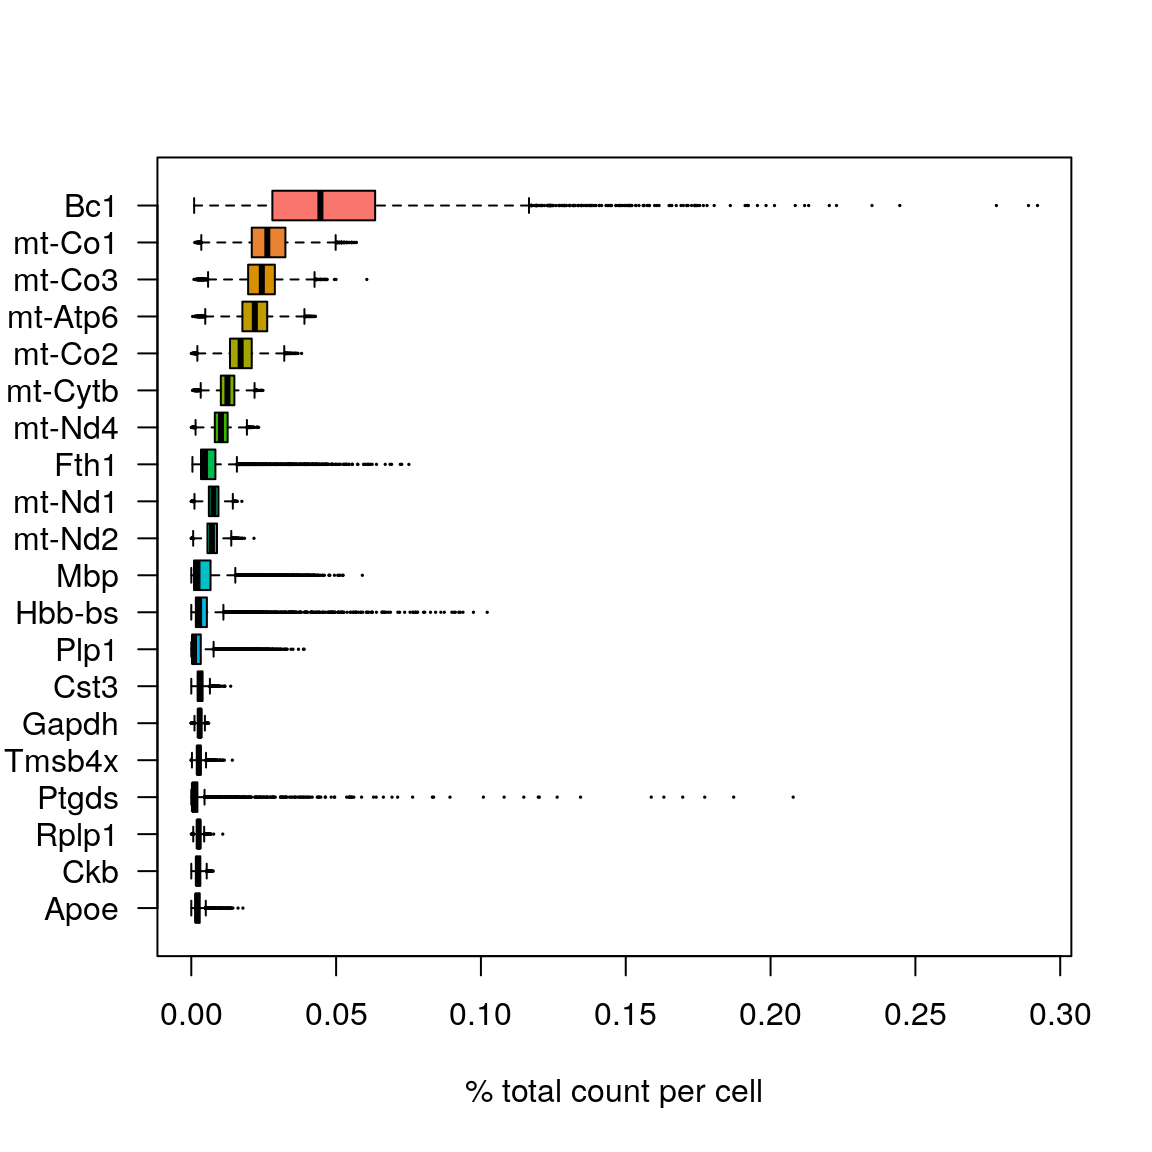 Bc1
mt-Co1
mt-Co3
mt-Atp6
mt-Co2
mt-Cytb
mt-Nd4
Fth1
mt-Nd1
mt-Nd2
Mbp
Hbb-bs
Plp1
Cst3
Gapdh
Tmsb4x
Ptgds
Rplp1
Ckb
Apoe
0.00 0.05 0.10 0.15 0.20 0.25 0.30
% total count per cell